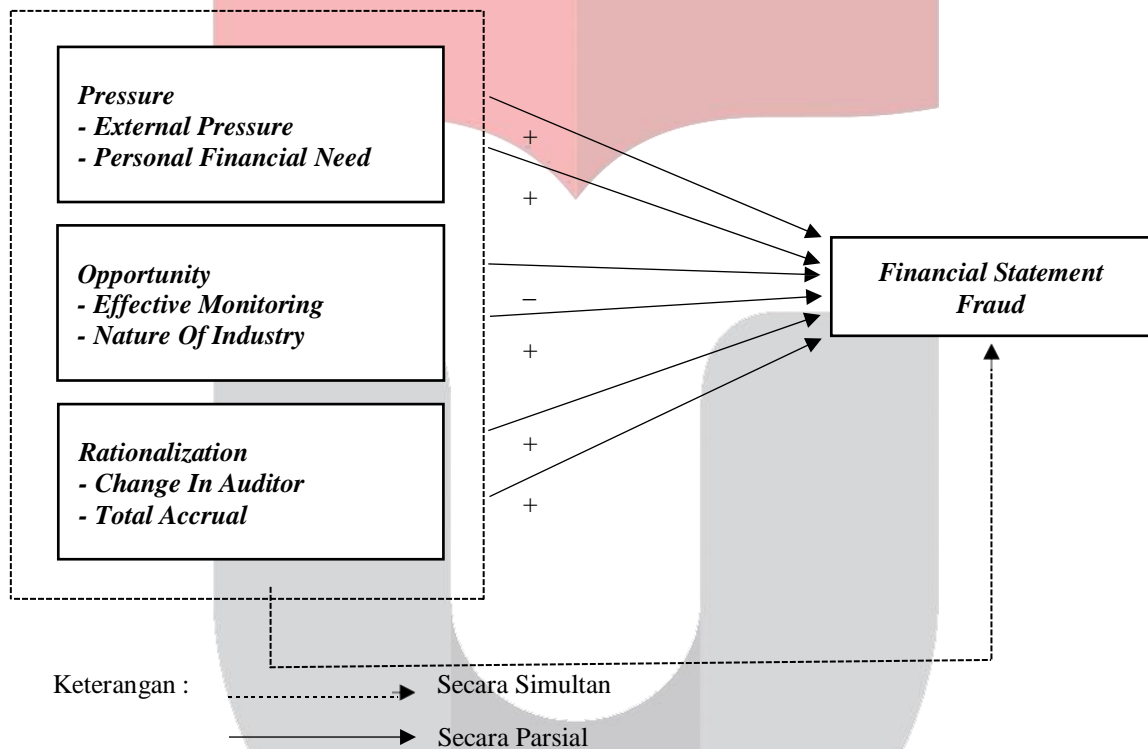 Pressure
- External Pressure
- Personal Financial Need
+
+
Opportunity
- Effective Monitoring
- Nature Of Industry
–
+
Rationalization
- Change In Auditor
- Total Accrual
+
+
Financial Statement
Fraud
Keterangan :
Secara Simultan
Secara Parsial